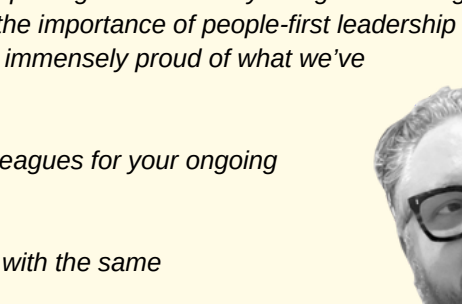 the importance of people-first leadership
immensely proud of what we've
eagues for your ongoing
with the same